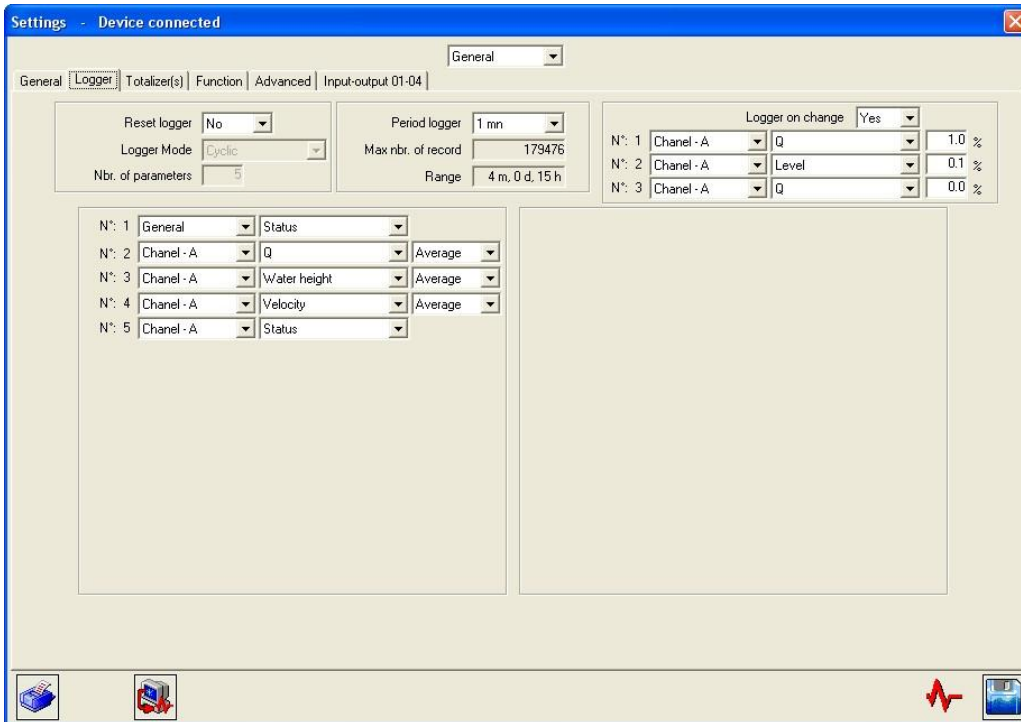 Settings - Device connected
General
General Logger Totalizer(s) Function Advanced Input-output 01-04
Reset logger No
Logger Mode Cyclic
Nbr. of parameters 5
Period logger 1 mn
Max nbr. of record 179476
Range 4 m, 0 d, 15 h
Logger on change Yes
N°: 1 Chanel - A Q 1.0 %
N°: 2 Chanel - A Level 0.1 %
N°: 3 Chanel - A Q 0.0 %
N°: 1 General Status
N°: 2 Chanel - A Q Average
N°: 3 Chanel - A Water height Average
N°: 4 Chanel - A Velocity Average
N°: 5 Chanel - A Status